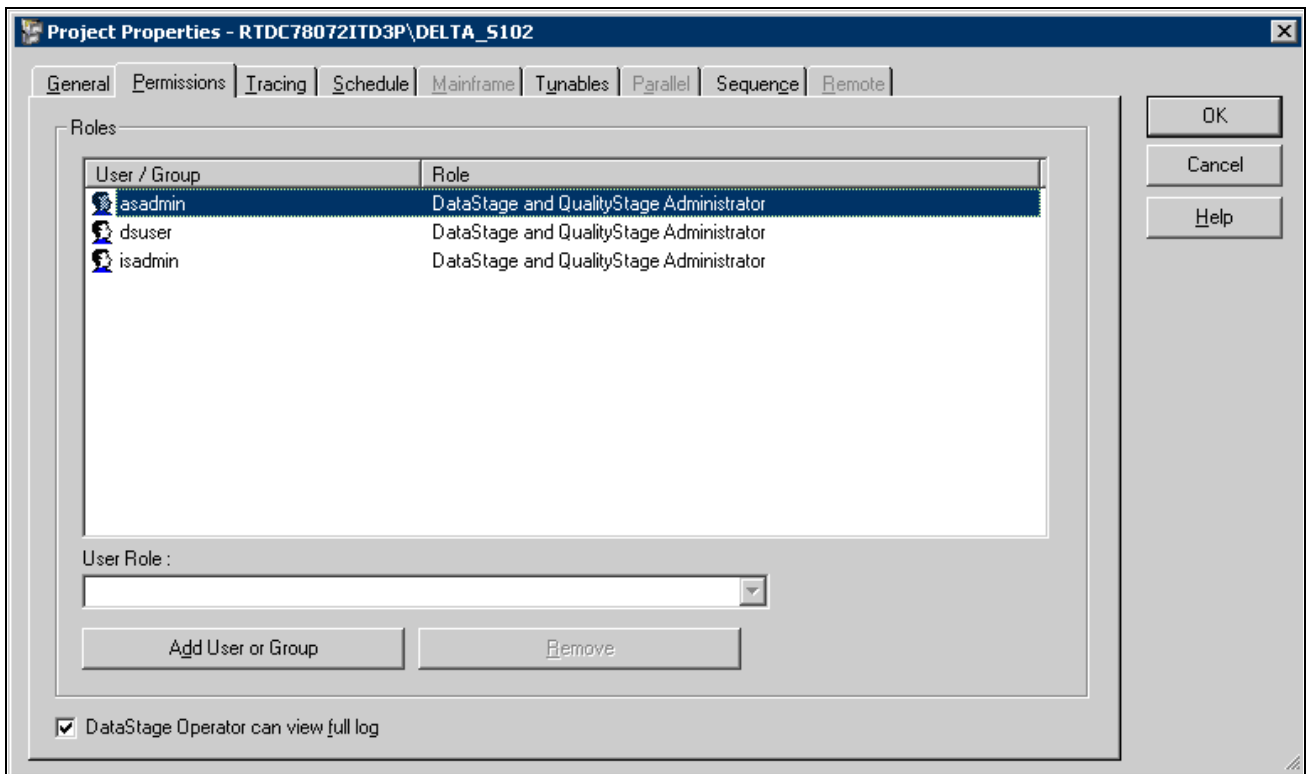 Project Properties - RTDC78072ITD3P\DELTA_5102
General Permissions Tracing Schedule Mainframe Tunables Parallel Sequence Remote
OK
Cancel
Help
Roles
User / Group Role
asadmin DataStage and QualityStage Administrator
dsuser DataStage and QualityStage Administrator
isadmin DataStage and QualityStage Administrator
User Role :
Add User or Group Remove
DataStage Operator can view full log